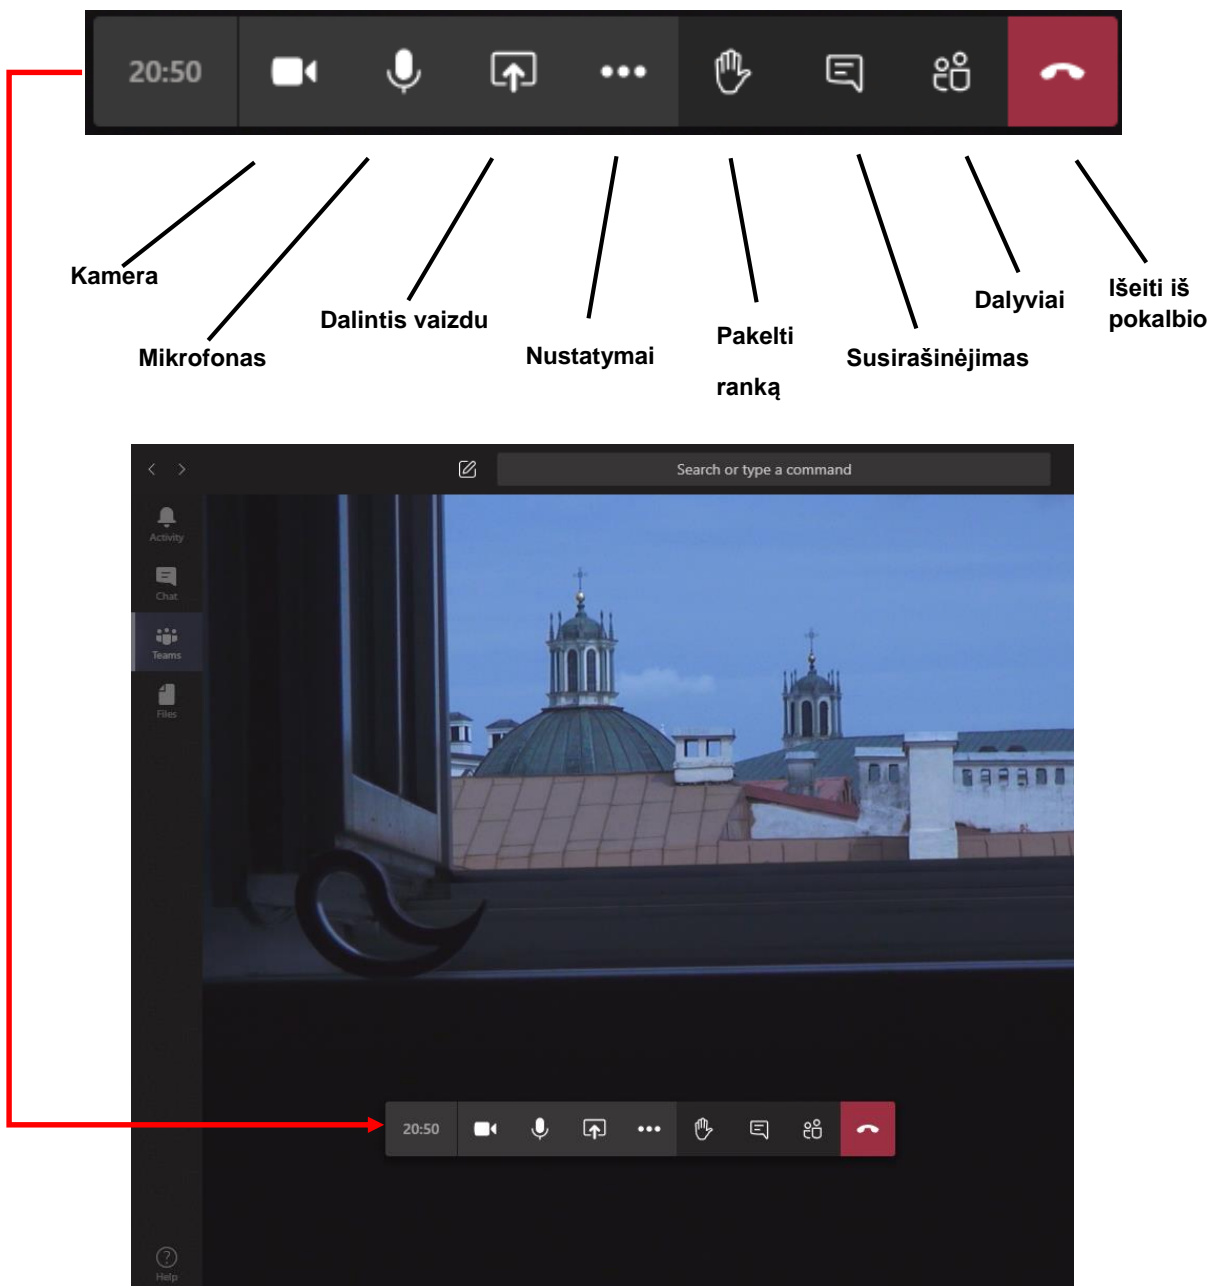 20:50
Kamera
Mikrofonas
Dalintis vaizdu
Nustatymai
Pakelti
ranką
Susirašinėjimas
Dalyviai
Išeiti iš
pokalbio
Search or type a command
Activity
Chat
Teams
Files
20:50
Help